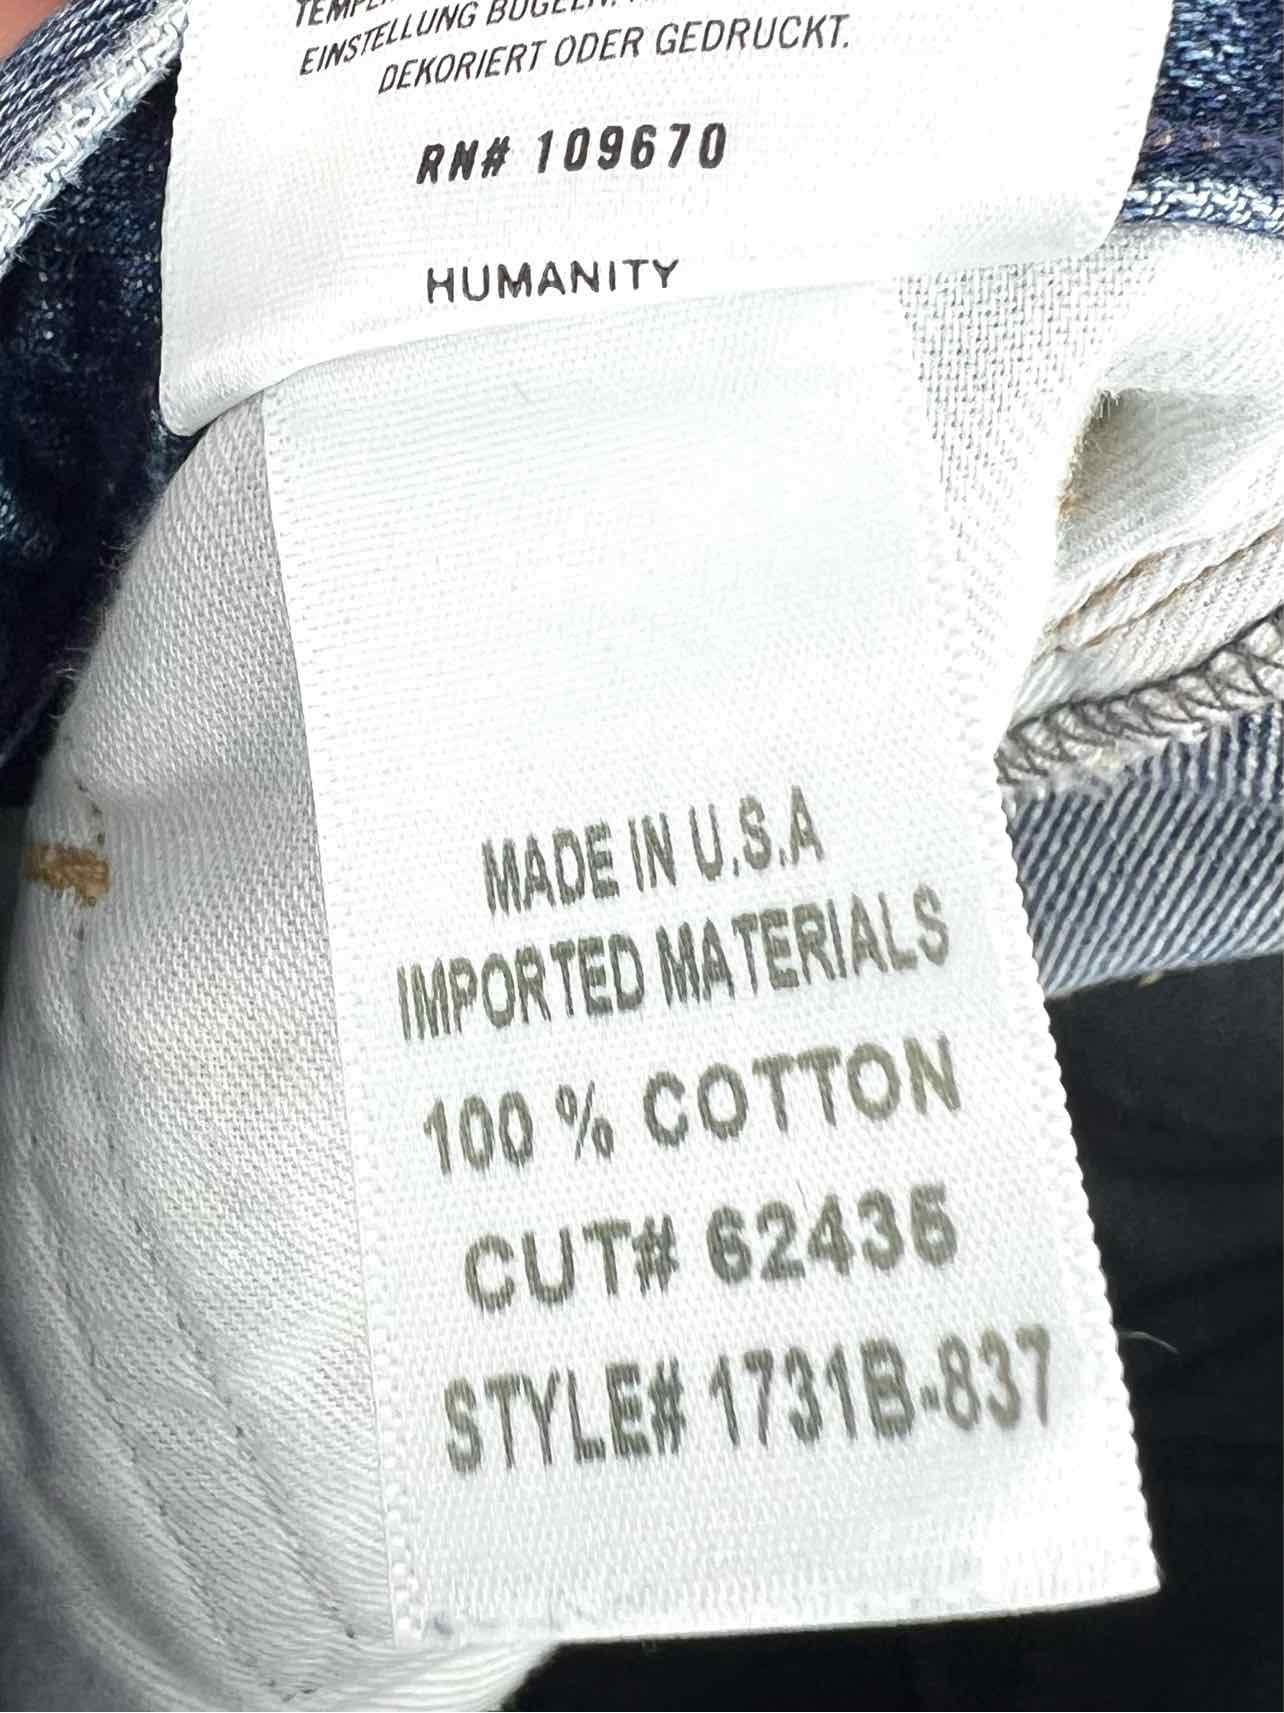 EINSTELLUNG BÜGELN.
DEKORIERT ODER GEDRUCKT.
RN# 109670
HUMANITY
MADE IN U.S.A
IMPORTED MATERIALS
100 % COTTON
CUT# 62436
STYLE# 1731B-837